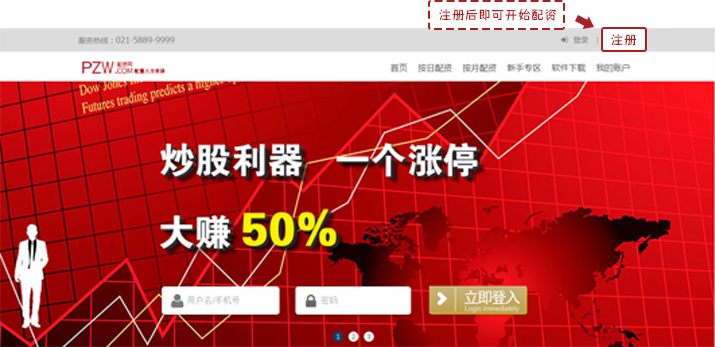 注册后即可开始配资
服务热线：021-5889-9999
登录 | 注册
PZW.COM 配资网
首页 按日配资 按月配资 新手专区 软件下载 我的账户
Dow Jones in
Futures trading predicts a higher
炒股利器 一个涨停
大赚 50%
用户名/手机号
密码
立即登入
Login immediately
1 2 3